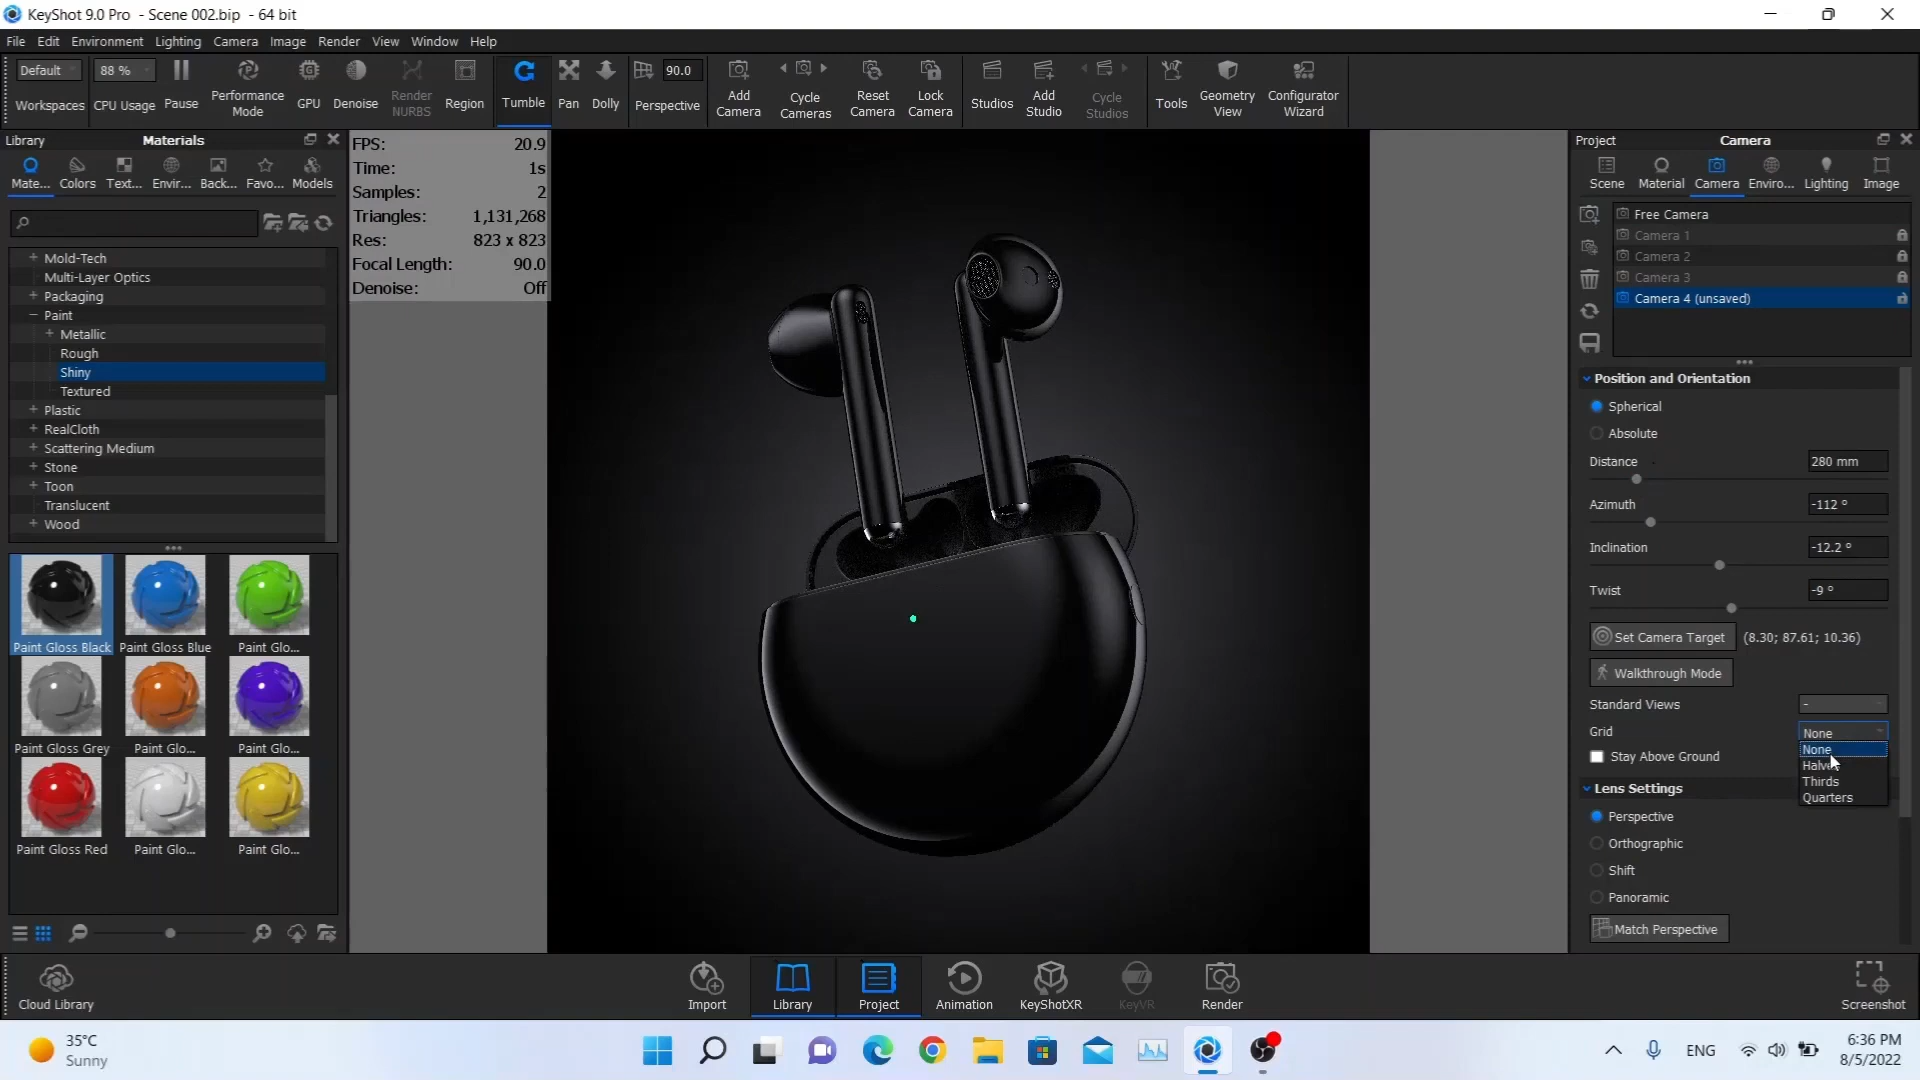 KeyShot 9.0 Pro - Scene 002.bip - 64 bit
File Edit Environment Lighting Camera Image Render View Window Help
Default
88 %
90.0
Workspaces
CPU Usage
Pause
Performance
Mode
GPU
Denoise
Render
NURBS
Region
Tumble
Pan
Dolly
Perspective
Add
Camera
Cycle
Cameras
Reset
Camera
Lock
Camera
Studios
Add
Studio
Cycle
Studios
Tools
Geometry
View
Configurator
Wizard
Library
Materials
Mate... Colors Text... Envir... Back... Favo... Models
Mold-Tech
Multi-Layer Optics
Packaging
Paint
Metallic
Rough
Shiny
Textured
Plastic
RealCloth
Scattering Medium
Stone
Toon
Translucent
Wood
Paint Gloss Black Paint Gloss Blue Paint Glo...
Paint Gloss Grey Paint Glo... Paint Glo...
Paint Gloss Red Paint Glo... Paint Glo...
FPS: 20.9
Time: 1s
Samples: 2
Triangles: 1,131,268
Res: 823 x 823
Focal Length: 90.0
Denoise: Off
Project
Camera
Scene Material Camera Enviro... Lighting Image
Free Camera
Camera 1
Camera 2
Camera 3
Camera 4 (unsaved)
Position and Orientation
Spherical
Absolute
Distance 280 mm
Azimuth -112 °
Inclination -12.2 °
Twist -9 °
Set Camera Target (8.30; 87.61; 10.36)
Walkthrough Mode
Standard Views -
Grid None
None
Stay Above Ground
Thirds
Quarters
Lens Settings
Perspective
Orthographic
Shift
Panoramic
Match Perspective
Cloud Library
Import
Library
Project
Animation
KeyShotXR
KeyVR
Render
Screenshot
35°C
Sunny
ENG
6:36 PM
8/5/2022